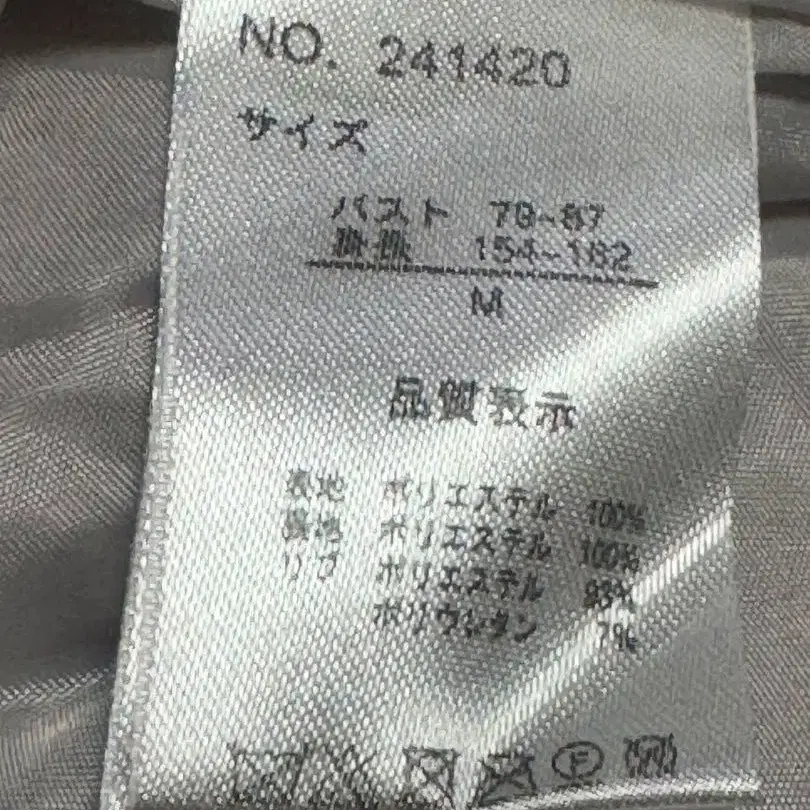 NO. 241420
サイズ
バスト 79~87
身長 154~162
M
品質表示
表地 ポリエステル 100%
裏地 ポリエステル 100%
リブ ポリエステル 93%
ポリウレタン 7%
F
W